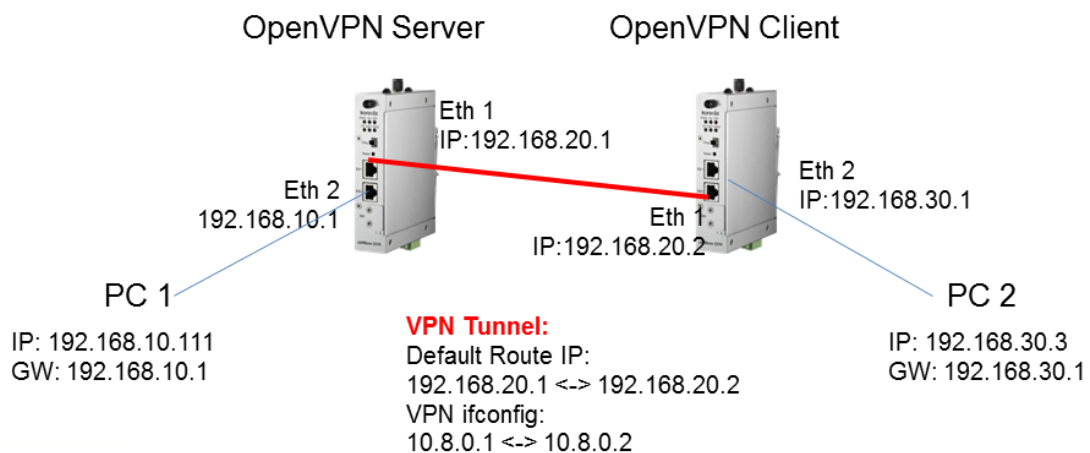 OpenVPN Server
OpenVPN Client
Eth 1
IP:192.168.20.1
Eth 2
192.168.10.1
Eth 2
IP:192.168.30.1
Eth 1
IP:192.168.20.2
PC 1
IP: 192.168.10.111
GW: 192.168.10.1
VPN Tunnel:
Default Route IP:
192.168.20.1 <-> 192.168.20.2
VPN ifconfig:
10.8.0.1 <-> 10.8.0.2
PC 2
IP: 192.168.30.3
GW: 192.168.30.1